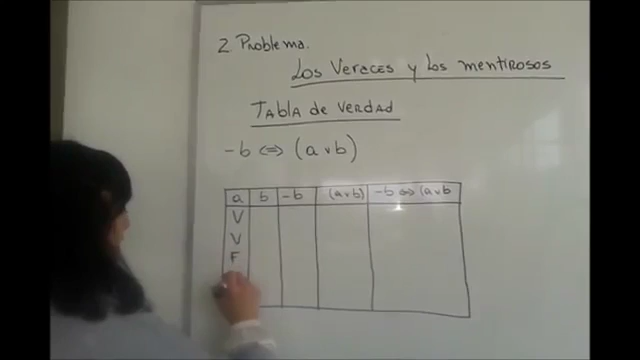 2 Problema.
Los Veraces y los mentirosos
Tabla de verdad
-b ⇔ (a v b)
a b -b (a v b) -b ⇔ (a v b
V
V
F